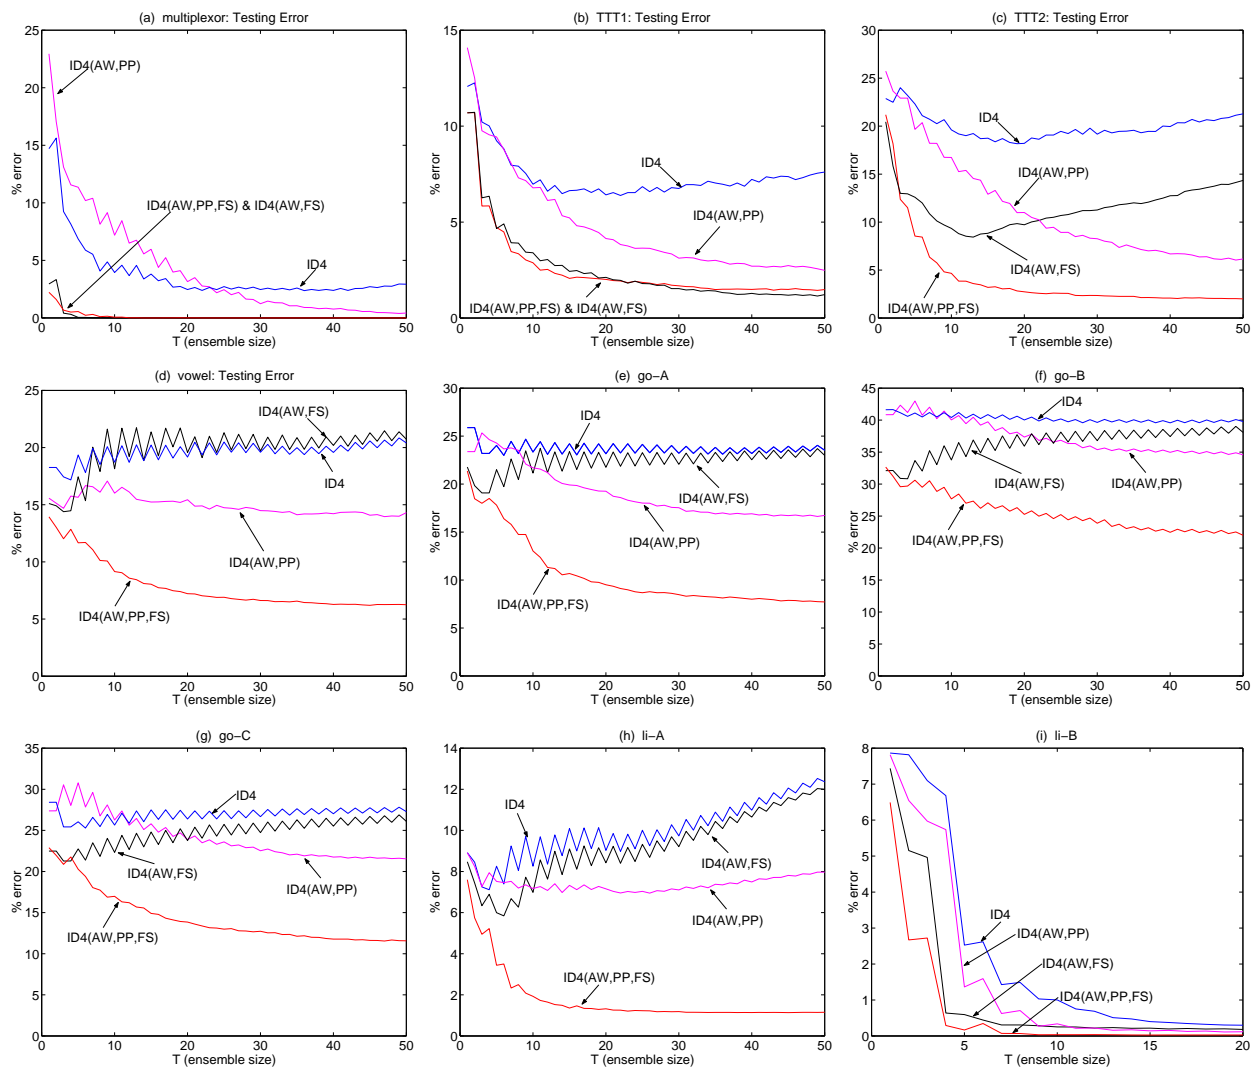 (a) multiplexor: Testing Error
25
20
15
10
5
0
0 10 20 30 40 50
% error
T (ensemble size)
ID4(AW,PP)
ID4(AW,PP,FS) & ID4(AW,FS)
ID4
(b) TTT1: Testing Error
15
10
5
0
0 10 20 30 40 50
% error
T (ensemble size)
ID4
ID4(AW,PP)
ID4(AW,PP,FS) & ID4(AW,FS)
(c) TTT2: Testing Error
30
25
20
15
10
5
0
0 10 20 30 40 50
% error
T (ensemble size)
ID4
ID4(AW,PP)
ID4(AW,FS)
ID4(AW,PP,FS)
(d) vowel: Testing Error
25
20
15
10
5
0
0 10 20 30 40 50
% error
T (ensemble size)
ID4(AW,FS)
ID4
ID4(AW,PP)
ID4(AW,PP,FS)
(e) go−A
30
25
20
15
10
5
0
0 10 20 30 40 50
% error
T (ensemble size)
ID4
ID4(AW,FS)
ID4(AW,PP)
ID4(AW,PP,FS)
(f) go−B
45
40
35
30
25
20
15
10
5
0
0 10 20 30 40 50
% error
T (ensemble size)
ID4
ID4(AW,FS)
ID4(AW,PP)
ID4(AW,PP,FS)
(g) go−C
35
30
25
20
15
10
5
0
0 10 20 30 40 50
% error
T (ensemble size)
ID4
ID4(AW,FS)
ID4(AW,PP)
ID4(AW,PP,FS)
(h) li−A
14
12
10
8
6
4
2
0
0 10 20 30 40 50
% error
T (ensemble size)
ID4
ID4(AW,FS)
ID4(AW,PP)
ID4(AW,PP,FS)
(i) li−B
8
7
6
5
4
3
2
1
0
0 5 10 15 20
% error
T (ensemble size)
ID4
ID4(AW,PP)
ID4(AW,FS)
ID4(AW,PP,FS)